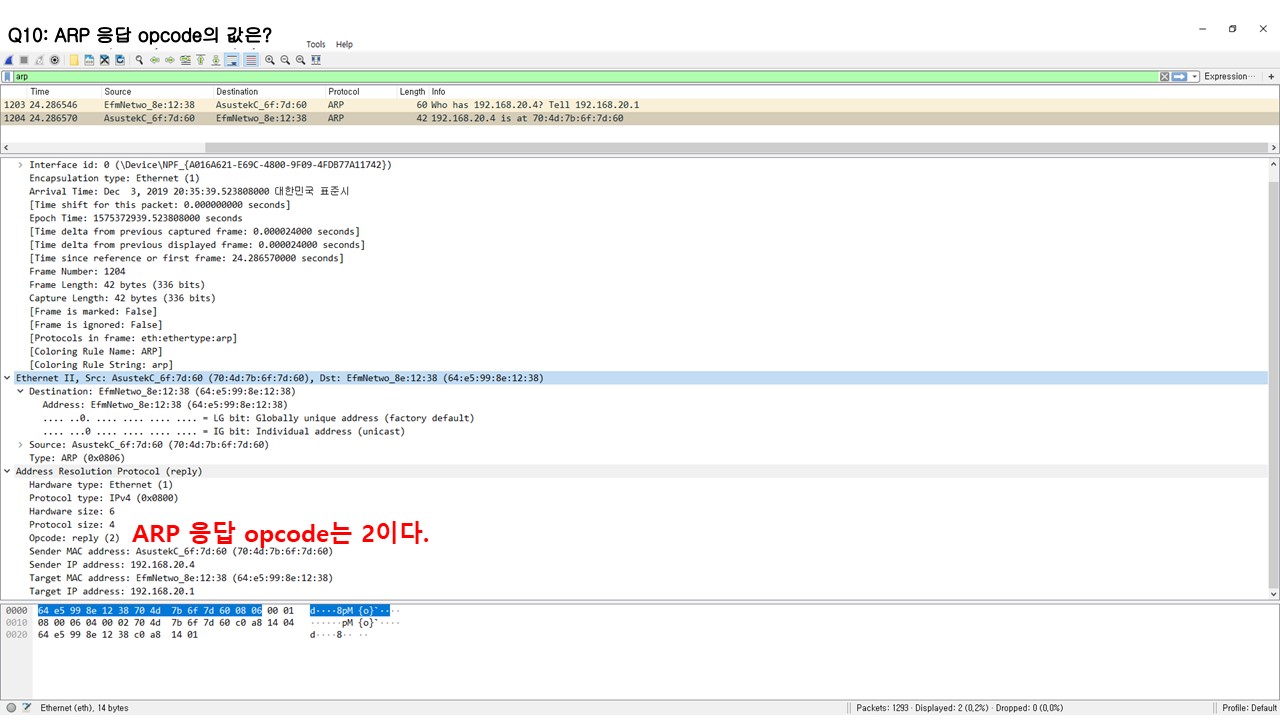 Q10: ARP 응답 opcode의 값은?
Tools Help
arp
Expression…
+
Time Source Destination Protocol Length Info
1203 24.286546 EfmNetwo_8e:12:38 AsustekC_6f:7d:60 ARP 60 Who has 192.168.20.4? Tell 192.168.20.1
1204 24.286570 AsustekC_6f:7d:60 EfmNetwo_8e:12:38 ARP 42 192.168.20.4 is at 70:4d:7b:6f:7d:60
Interface id: 0 (\Device\NPF_{A016A621-E69C-4800-9F09-4FDB77A11742})
Encapsulation type: Ethernet (1)
Arrival Time: Dec  3, 2019 20:35:39.523808000 대한민국 표준시
[Time shift for this packet: 0.000000000 seconds]
Epoch Time: 1575372939.523808000 seconds
[Time delta from previous captured frame: 0.000024000 seconds]
[Time delta from previous displayed frame: 0.000024000 seconds]
[Time since reference or first frame: 24.286570000 seconds]
Frame Number: 1204
Frame Length: 42 bytes (336 bits)
Capture Length: 42 bytes (336 bits)
[Frame is marked: False]
[Frame is ignored: False]
[Protocols in frame: eth:ethertype:arp]
[Coloring Rule Name: ARP]
[Coloring Rule String: arp]
Ethernet II, Src: AsustekC_6f:7d:60 (70:4d:7b:6f:7d:60), Dst: EfmNetwo_8e:12:38 (64:e5:99:8e:12:38)
Destination: EfmNetwo_8e:12:38 (64:e5:99:8e:12:38)
Address: EfmNetwo_8e:12:38 (64:e5:99:8e:12:38)
.... ..0. .... .... .... .... = LG bit: Globally unique address (factory default)
.... ...0 .... .... .... .... = IG bit: Individual address (unicast)
Source: AsustekC_6f:7d:60 (70:4d:7b:6f:7d:60)
Type: ARP (0x0806)
Address Resolution Protocol (reply)
Hardware type: Ethernet (1)
Protocol type: IPv4 (0x0800)
Hardware size: 6
Protocol size: 4
ARP 응답 opcode는 2이다.
Opcode: reply (2)
Sender MAC address: AsustekC_6f:7d:60 (70:4d:7b:6f:7d:60)
Sender IP address: 192.168.20.4
Target MAC address: EfmNetwo_8e:12:38 (64:e5:99:8e:12:38)
Target IP address: 192.168.20.1
0000 64 e5 99 8e 12 38 70 4d 7b 6f 7d 60 08 06 00 01 d····8pM {o}`····
0010 08 00 06 04 00 02 70 4d 7b 6f 7d 60 c0 a8 14 04 ······pM {o}`····
0020 64 e5 99 8e 12 38 c0 a8 14 01 d····8·· ··
Ethernet (eth), 14 bytes
Packets: 1293 · Displayed: 2 (0,2%) · Dropped: 0 (0,0%)
Profile: Default